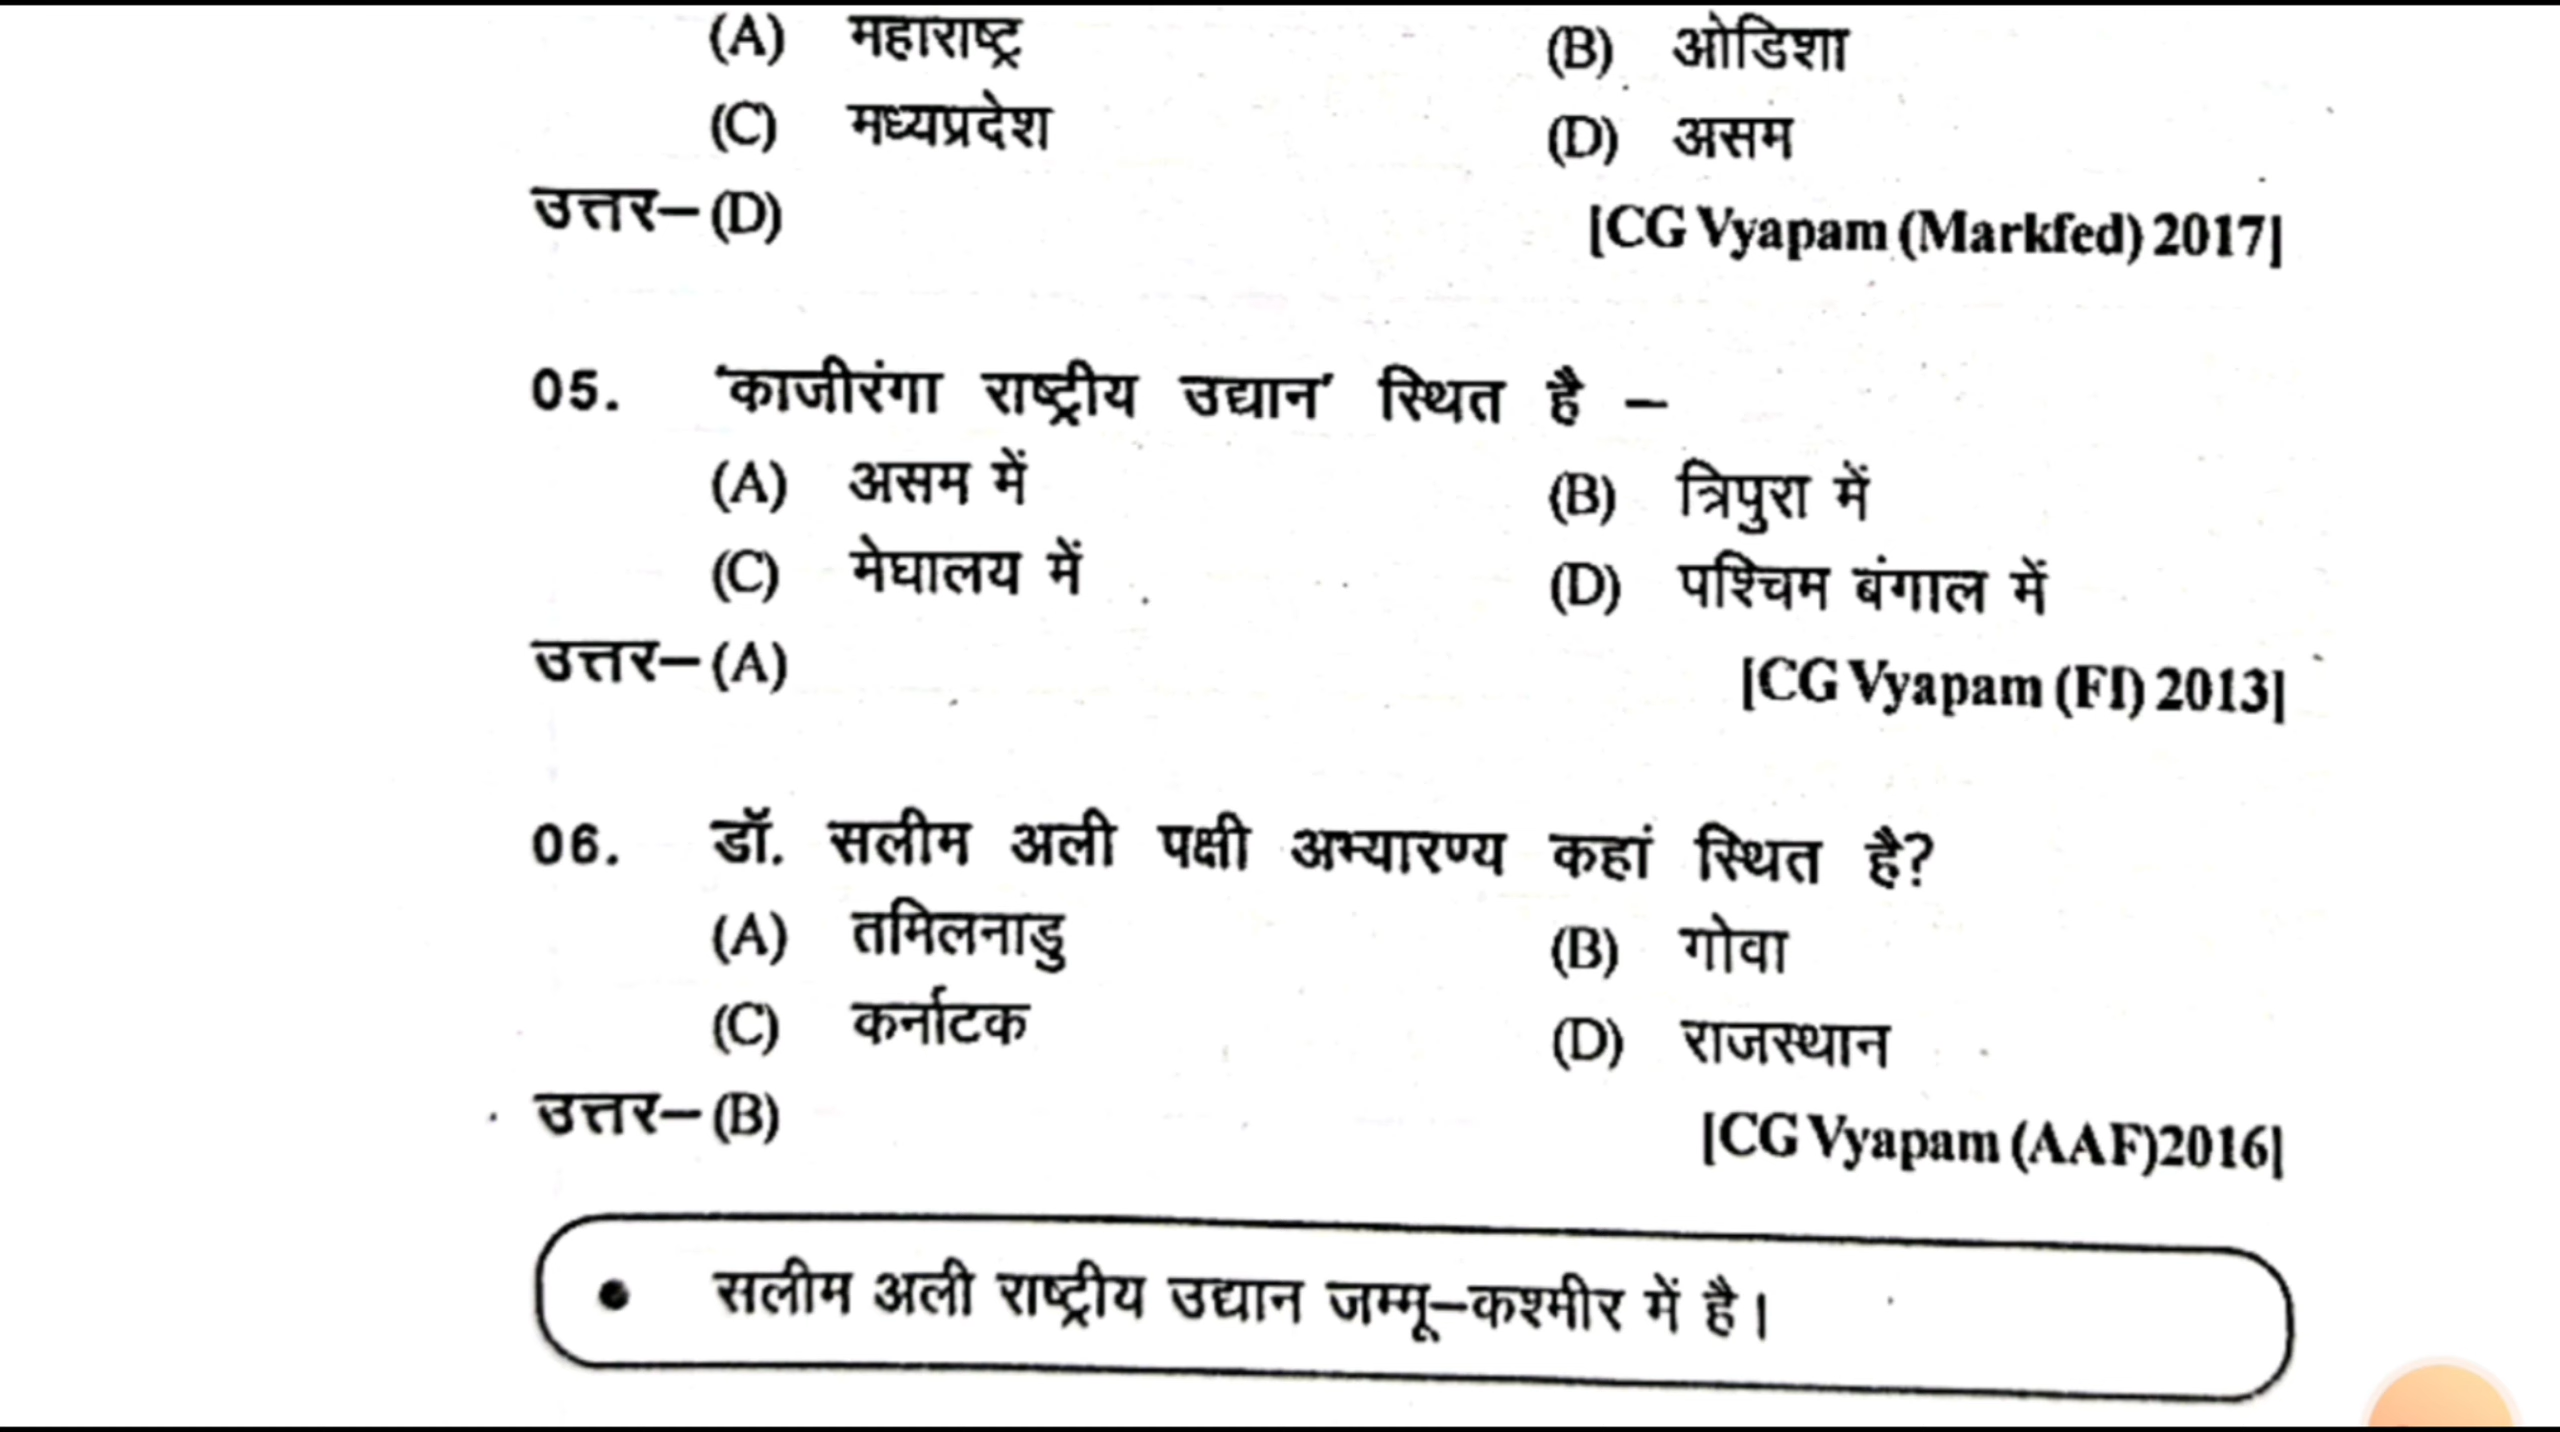 (A) महाराष्ट्र (B) ओडिशा
(C) मध्यप्रदेश (D) असम
उत्तर– (D) [CG Vyapam (Markfed) 2017]
05. 'काजीरंगा राष्ट्रीय उद्यान' स्थित है –
(A) असम में (B) त्रिपुरा में
(C) मेघालय में (D) पश्चिम बंगाल में
उत्तर– (A) [CG Vyapam (FI) 2013]
06. डॉ. सलीम अली पक्षी अभ्यारण्य कहां स्थित है?
(A) तमिलनाडु (B) गोवा
(C) कर्नाटक (D) राजस्थान
उत्तर– (B) [CG Vyapam (AAF)2016]
• सलीम अली राष्ट्रीय उद्यान जम्मू–कश्मीर में है।